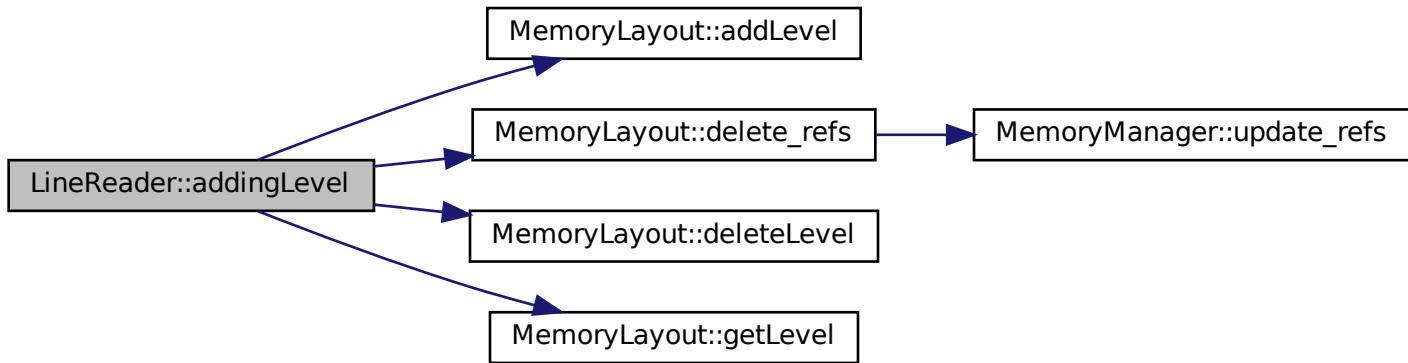 MemoryLayout::addLevel
MemoryLayout::delete_refs
MemoryManager::update_refs
LineReader::addingLevel
MemoryLayout::deleteLevel
MemoryLayout::getLevel